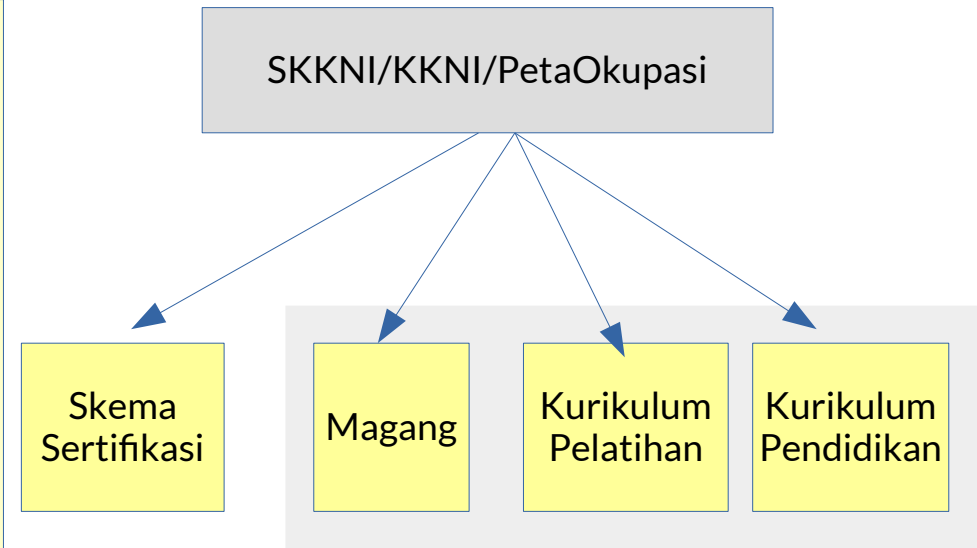 SKKNI/KKNI/PetaOkupasi
Skema
Sertifikasi
Magang
Kurikulum
Pelatihan
Kurikulum
Pendidikan